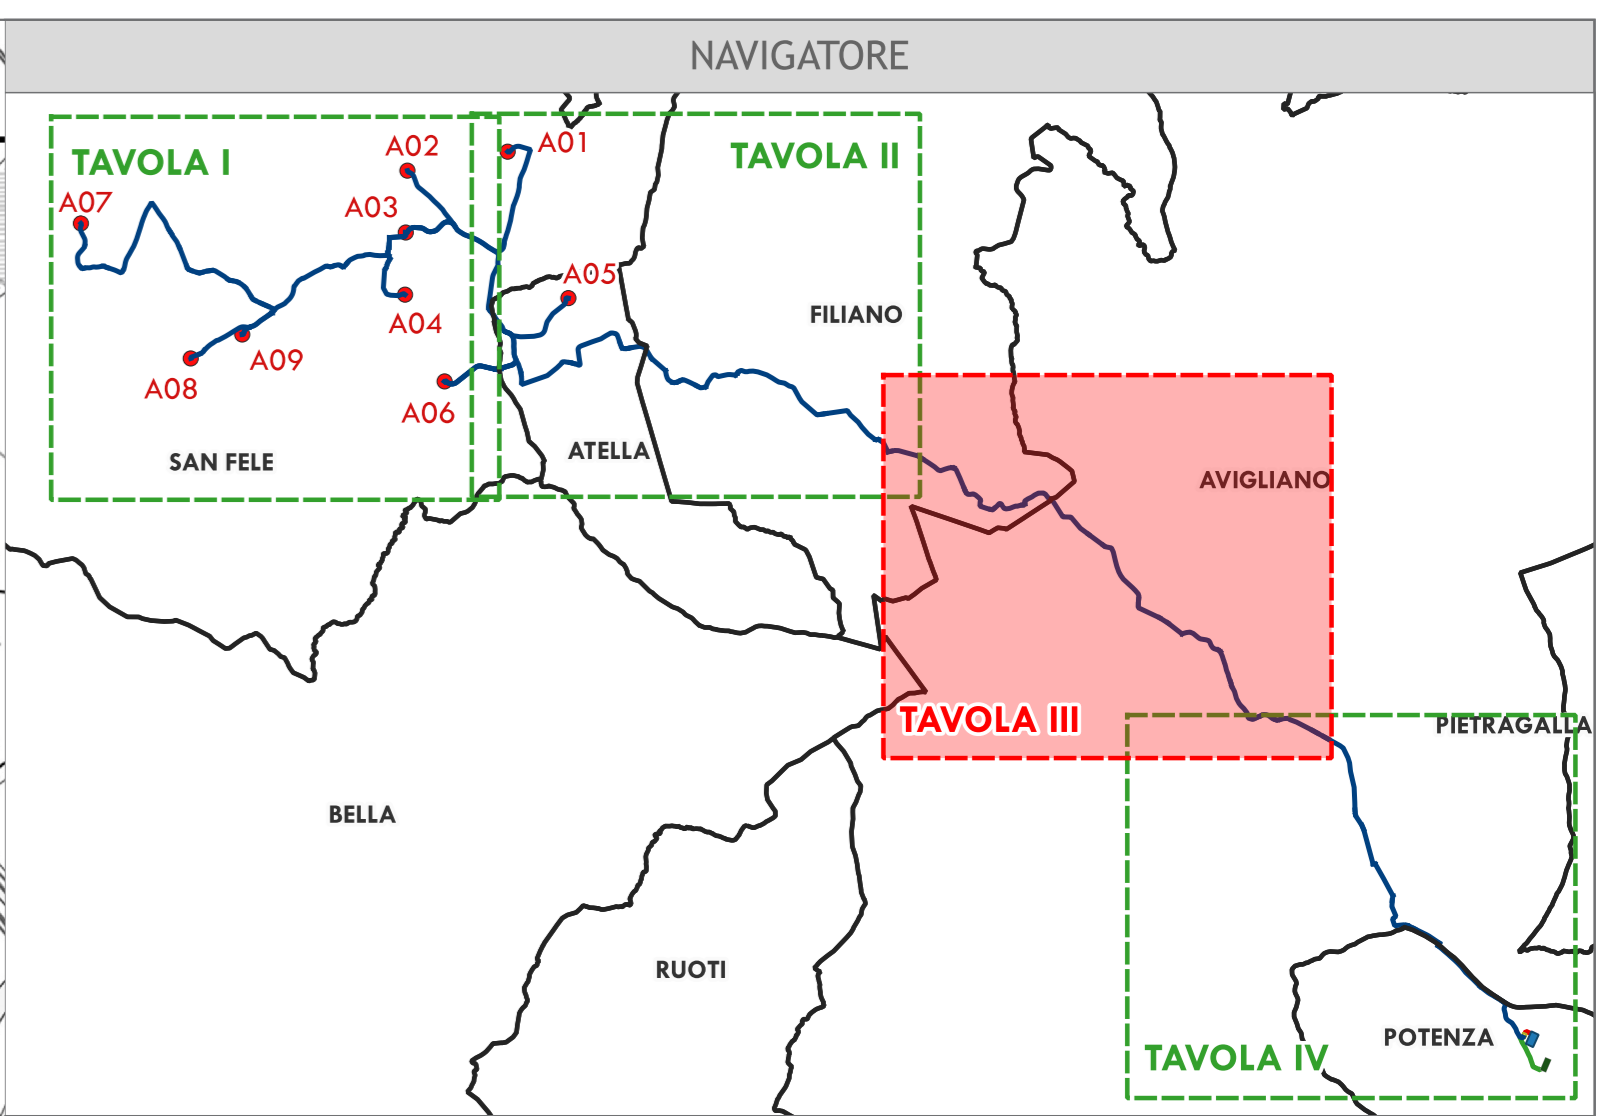 NAVIGATORE
TAVOLA I
A02
A01
TAVOLA II
A07
A03
A05
FILIANO
A04
A09
A08
A06
SAN FELE
ATELLA
AVIGLIANO
TAVOLA III
PIETRAGALLA
BELLA
RUOTI
POTENZA
TAVOLA IV